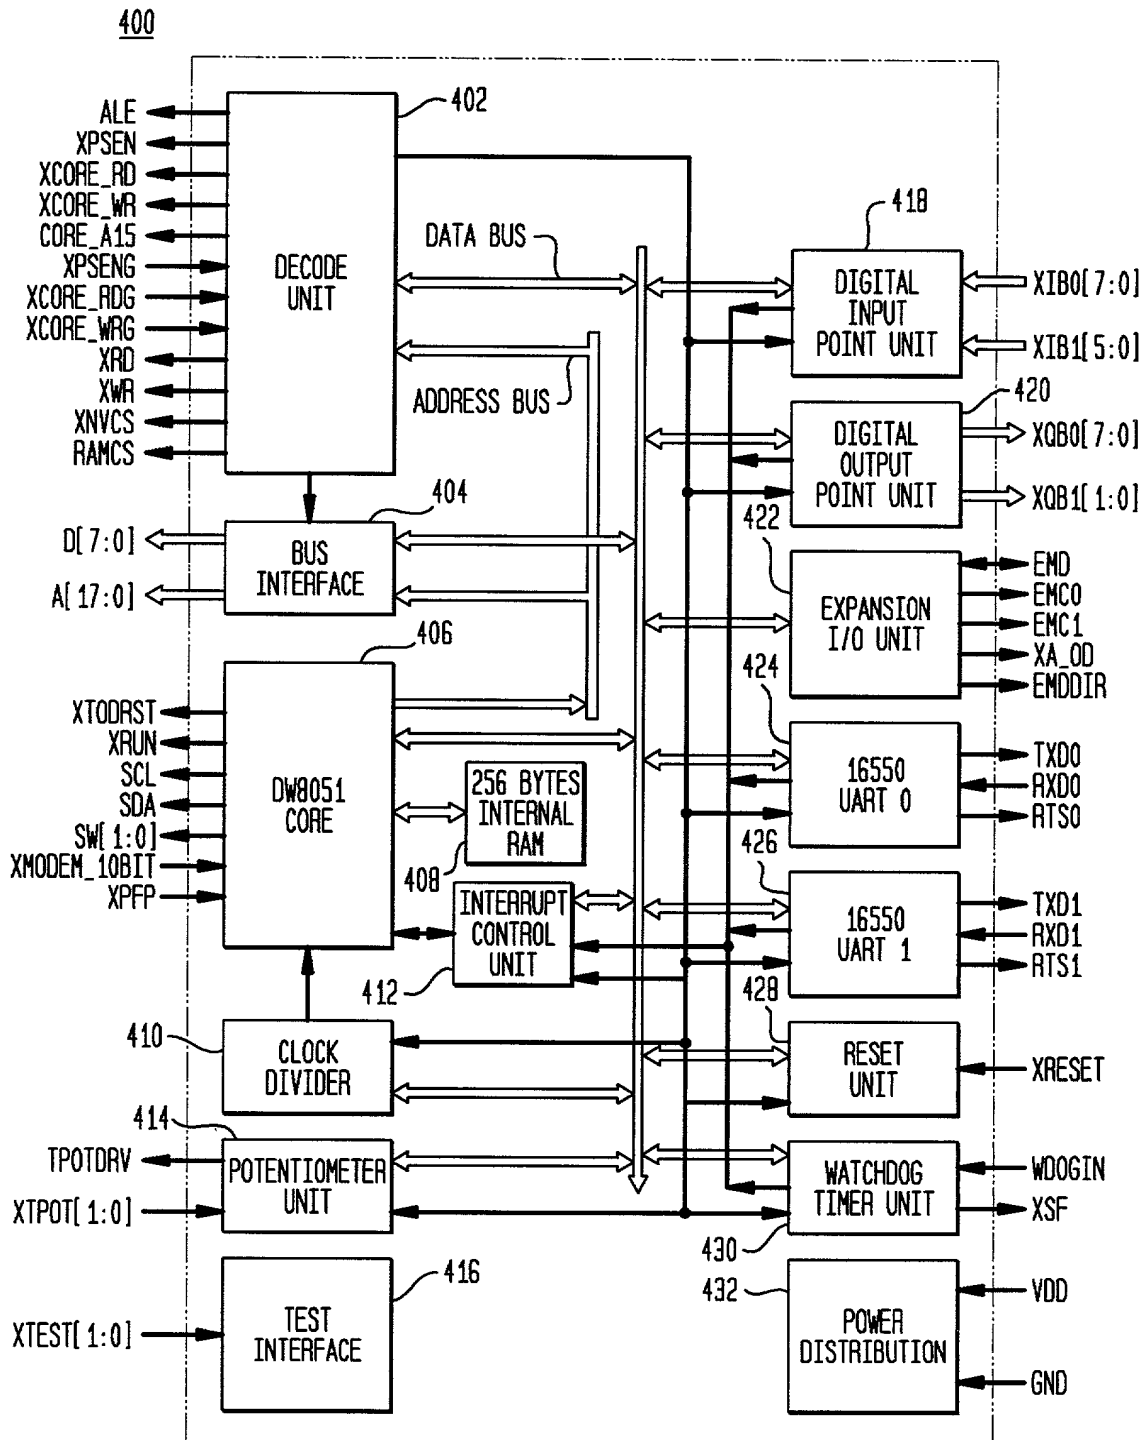 400
402
ALE
XPSEN
XCORE_RD
XCORE_WR
CORE_A15
XPSENG
XCORE_RDG
XCORE_WRG
XRD
XWR
XNVCS
RAMCS
DECODE
UNIT
DATA BUS
ADDRESS BUS
404
D[7:0]
A[17:0]
BUS
INTERFACE
406
XTODRST
XRUN
SCL
SDA
SW[1:0]
XMODEM_10BIT
XPFP
DW8051
CORE
256 BYTES
INTERNAL
RAM
408
INTERRUPT
CONTROL
UNIT
412
410
CLOCK
DIVIDER
414
TPOTDRV
XTPOT[1:0]
POTENTIOMETER
UNIT
416
XTEST[1:0]
TEST
INTERFACE
418
DIGITAL
INPUT
POINT UNIT
XIB0[7:0]
XIB1[5:0]
420
DIGITAL
OUTPUT
POINT UNIT
XQB0[7:0]
XQB1[1:0]
422
EXPANSION
I/O UNIT
EMD
EMC0
EMC1
XA_OD
EMDDIR
424
16550
UART 0
TXD0
RXD0
RTS0
426
16550
UART 1
TXD1
RXD1
RTS1
428
RESET
UNIT
XRESET
WATCHDOG
TIMER UNIT
WDOGIN
XSF
430
432
POWER
DISTRIBUTION
VDD
GND